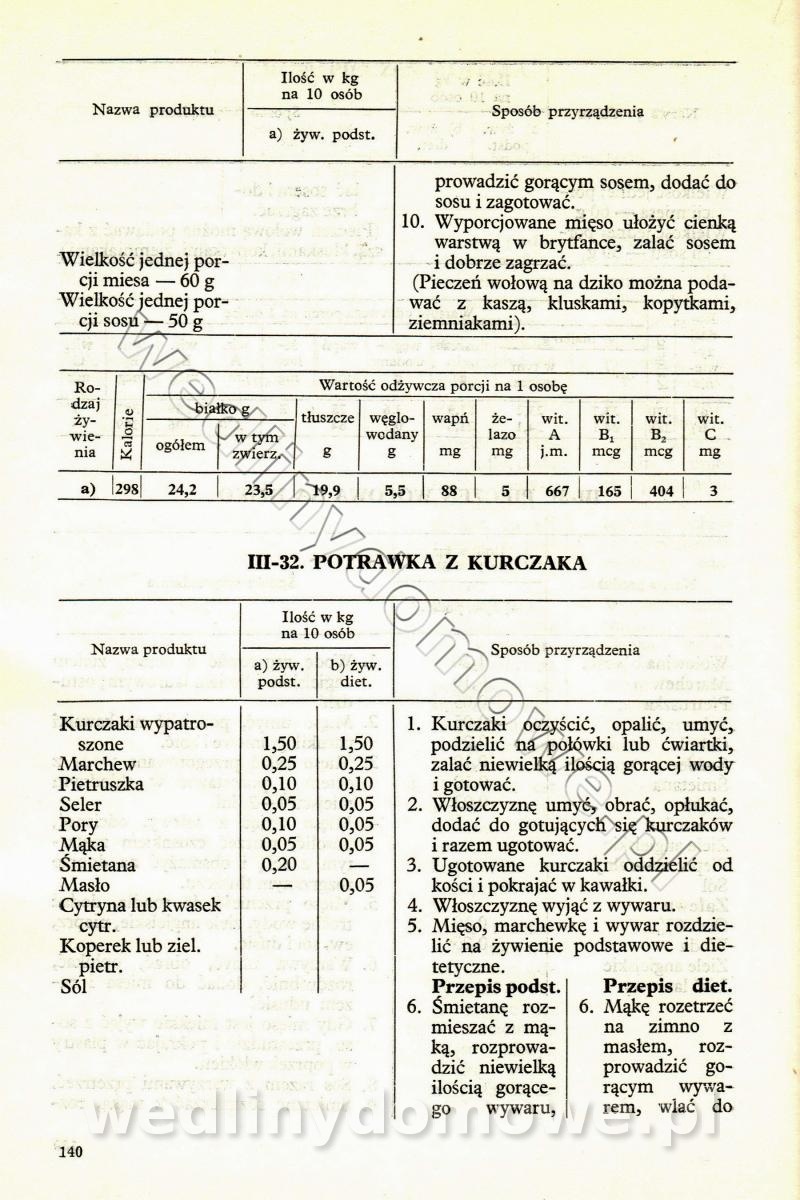 Nazwa produktu
Ilość w kg
na 10 osób
a) żyw. podst.
Sposób przyrządzenia
prowadzić gorącym sosem, dodać do
sosu i zagotować.
10. Wyporcjowane mięso ułożyć cienką
warstwą w brytfance, zalać sosem
i dobrze zagrzać.
(Pieczeń wołową na dziko można poda-
wać z kaszą, kluskami, kopytkami,
ziemniakami).
Wielkość jednej por-
cji miesa — 60 g
Wielkość jednej por-
cji sosu — 50 g
Ro-
dzaj
ży-
wie-
nia
Kalorie
Wartość odżywcza porcji na 1 osobę
białko g
ogółem
w tym
zwierz.
tłuszcze
g
węglo-
wodany
g
wapń
mg
że-
lazo
mg
wit.
A
j.m.
wit.
B₁
mcg
wit.
B₂
mcg
wit.
C
mg
a) 298 24,2 23,5 19,9 5,5 88 5 667 165 404 3
III-32. POTRAWKA Z KURCZAKA
Nazwa produktu
Ilość w kg
na 10 osób
a) żyw.
podst.
b) żyw.
diet.
Sposób przyrządzenia
Kurczaki wypatro-
szone 1,50 1,50
Marchew 0,25 0,25
Pietruszka 0,10 0,10
Seler 0,05 0,05
Pory 0,10 0,05
Mąka 0,05 0,05
Śmietana 0,20 —
Masło — 0,05
Cytryna lub kwasek
cytr.
Koperek lub ziel.
pietr.
Sól
1. Kurczaki oczyścić, opalić, umyć,
podzielić na połówki lub ćwiartki,
zalać niewielką ilością gorącej wody
i gotować.
2. Włoszczyznę umyć, obrać, opłukać,
dodać do gotujących się kurczaków
i razem ugotować.
3. Ugotowane kurczaki oddzielić od
kości i pokrajać w kawałki.
4. Włoszczyznę wyjąć z wywaru.
5. Mięso, marchewkę i wywar rozdzie-
lić na żywienie podstawowe i die-
tetyczne.
Przepis podst.
6. Śmietanę roz-
mieszać z mą-
ką, rozprowa-
dzić niewielką
ilością gorące-
go wywaru,
Przepis diet.
6. Mąkę rozetrzeć
na zimno z
masłem, roz-
prowadzić go-
rącym wywa-
rem, wlać do
140
wedlinydomowe.pl
wedlinydomowe.pl